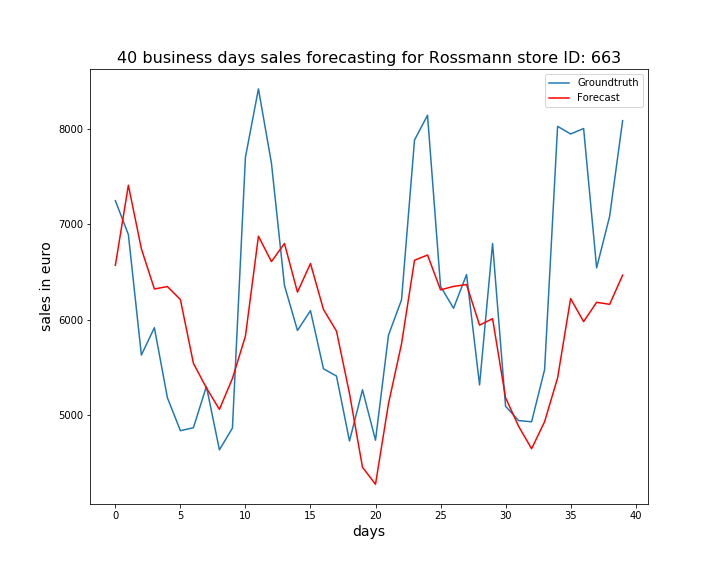 40 business days sales forecasting for Rossmann store ID: 663
Groundtruth
Forecast
8000
7000
6000
5000
sales in euro
0 5 10 15 20 25 30 35 40
days